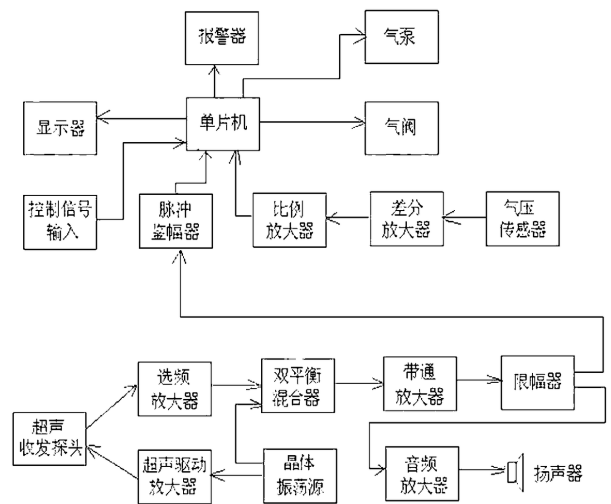 报警器
气泵
显示器
单片机
气阀
控制信号
输入
脉冲
鉴幅器
比例
放大器
差分
放大器
气压
传感器
选频
放大器
双平衡
混合器
带通
放大器
限幅器
超声
收发探头
超声驱动
放大器
晶体
振荡源
音频
放大器
扬声器